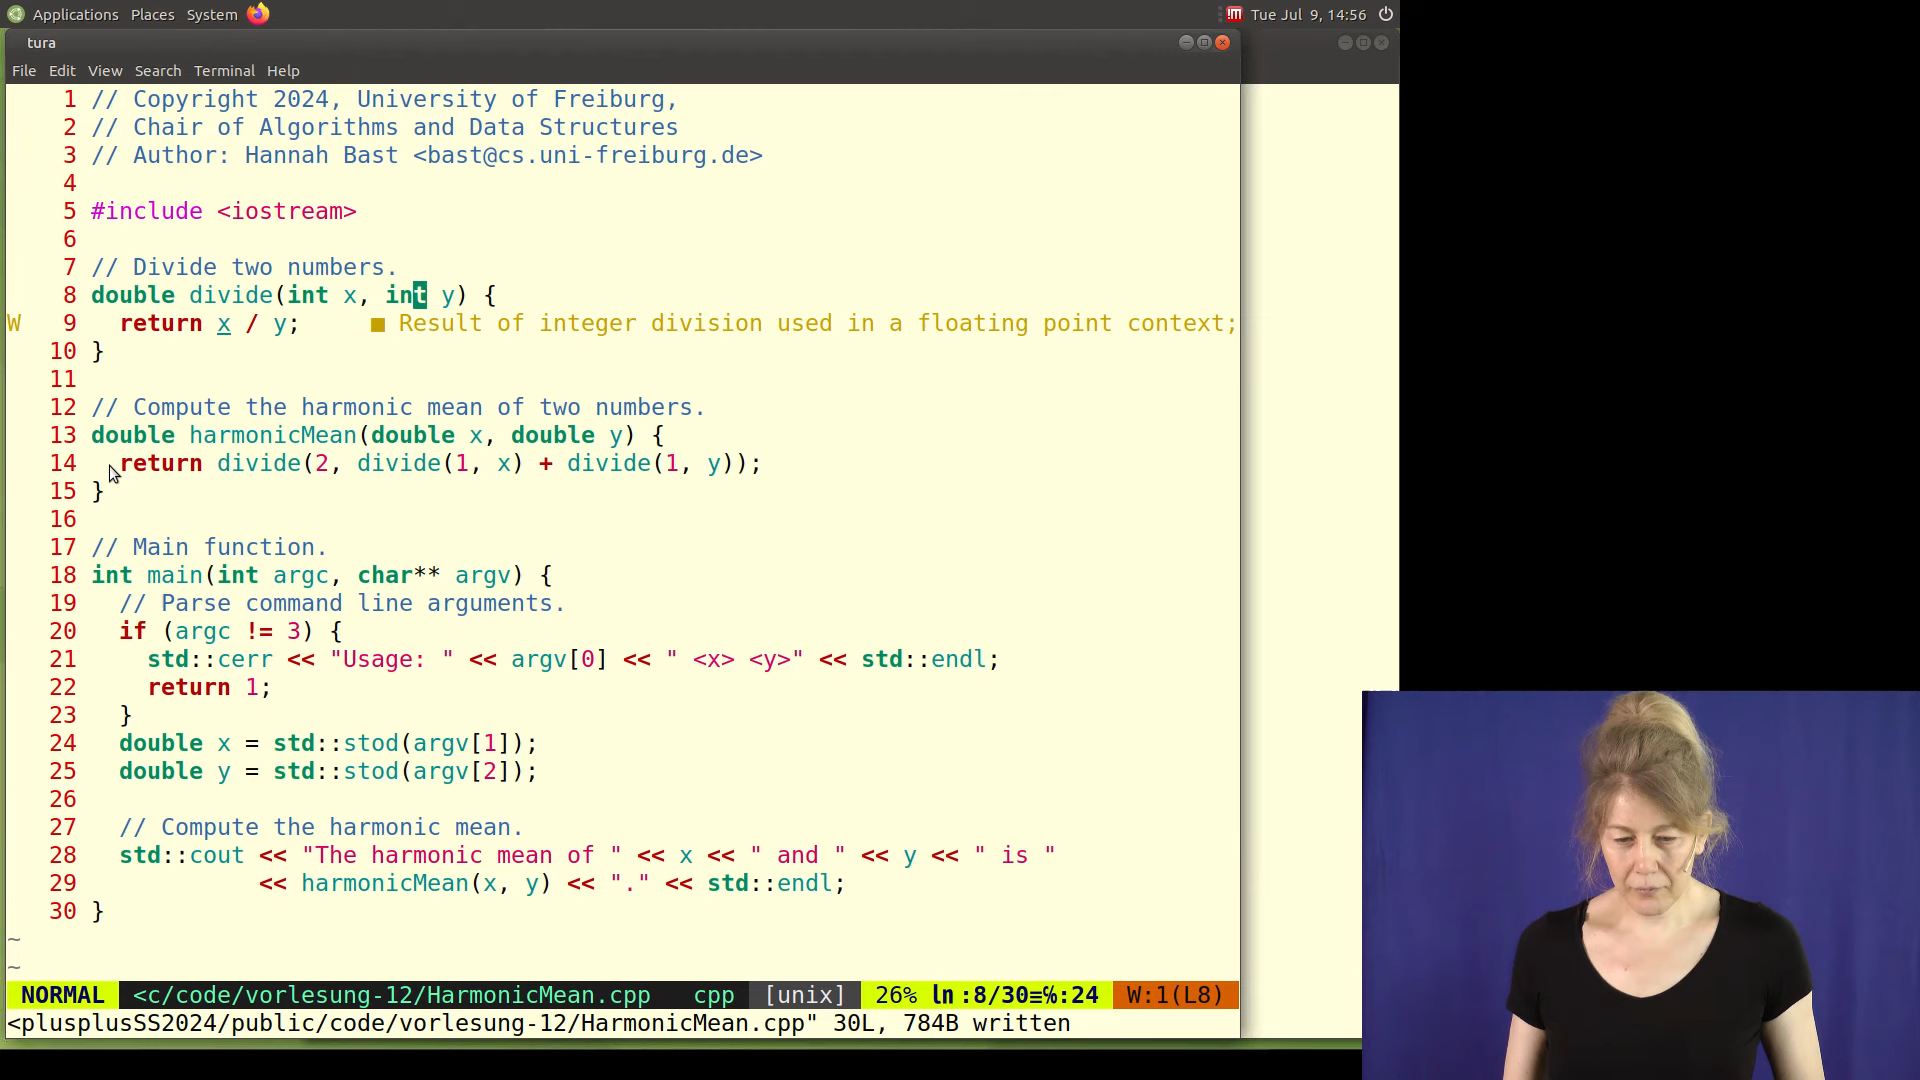 Applications Places System Tue Jul 9, 14:56
tura
File Edit View Search Terminal Help
1 // Copyright 2024, University of Freiburg,
2 // Chair of Algorithms and Data Structures
3 // Author: Hannah Bast <bast@cs.uni-freiburg.de>
4
5 #include <iostream>
6
7 // Divide two numbers.
8 double divide(int x, int y) {
W 9 return x / y; ■ Result of integer division used in a floating point context;
10 }
11
12 // Compute the harmonic mean of two numbers.
13 double harmonicMean(double x, double y) {
14 return divide(2, divide(1, x) + divide(1, y));
15 }
16
17 // Main function.
18 int main(int argc, char** argv) {
19 // Parse command line arguments.
20 if (argc != 3) {
21 std::cerr << "Usage: " << argv[0] << " <x> <y>" << std::endl;
22 return 1;
23 }
24 double x = std::stod(argv[1]);
25 double y = std::stod(argv[2]);
26
27 // Compute the harmonic mean.
28 std::cout << "The harmonic mean of " << x << " and " << y << " is "
29 << harmonicMean(x, y) << "." << std::endl;
30 }
~
~
NORMAL <c/code/vorlesung-12/HarmonicMean.cpp cpp [unix] 26% ln:8/30≡℅:24 W:1(L8)
<plusplusSS2024/public/code/vorlesung-12/HarmonicMean.cpp" 30L, 784B written